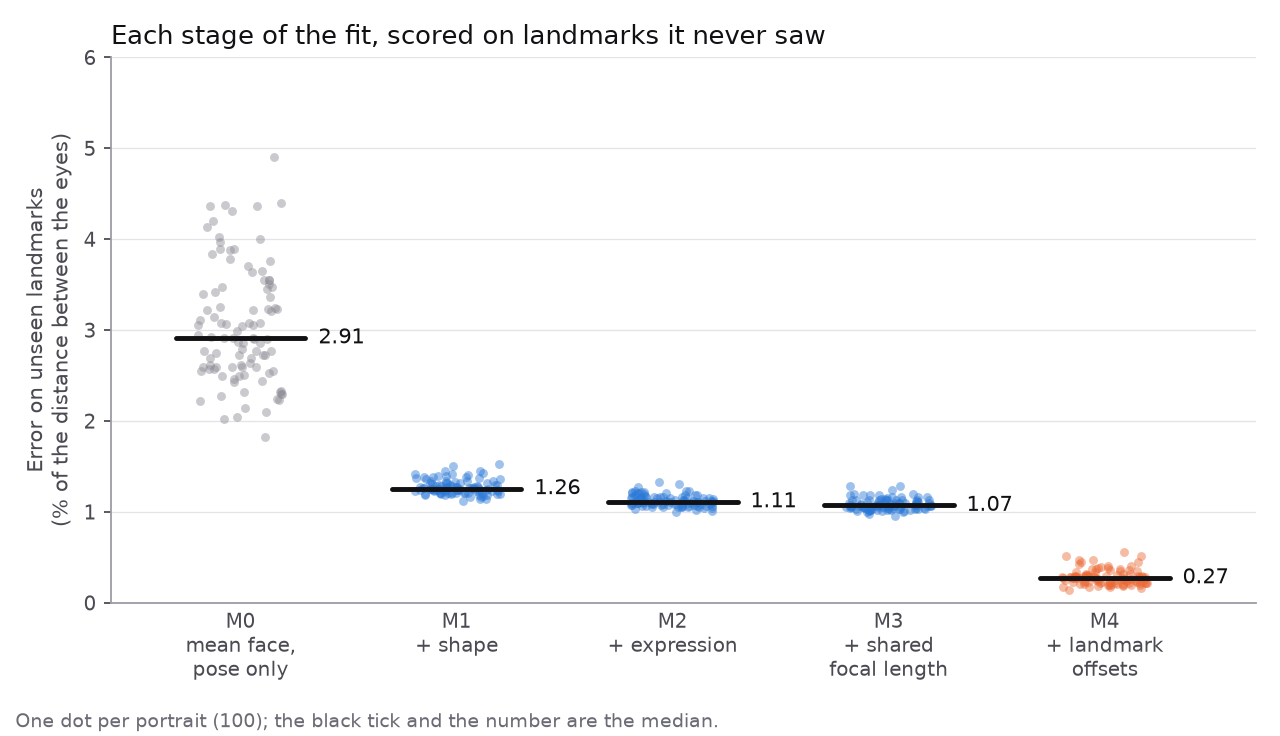 Each stage of the fit, scored on landmarks it never saw
Error on unseen landmarks
(% of the distance between the eyes)
6
5
4
3
2
1
0
2.91
1.26
1.11
1.07
0.27
M0
mean face,
pose only
M1
+ shape
M2
+ expression
M3
+ shared
focal length
M4
+ landmark
offsets
One dot per portrait (100); the black tick and the number are the median.